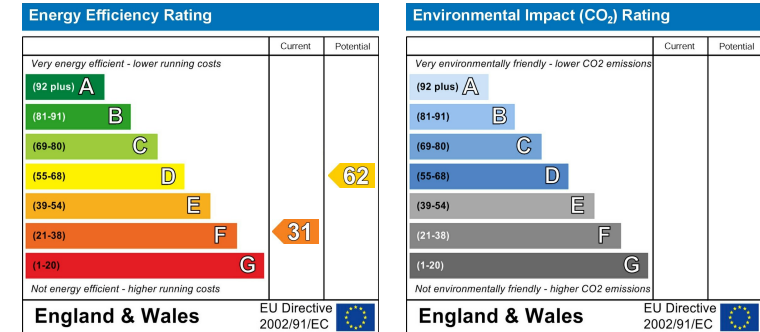 Energy Efficiency Rating
Current Potential
Very energy efficient - lower running costs
(92 plus) A
(81-91) B
(69-80) C
(55-68) D
62
(39-54) E
(21-38) F
31
(1-20) G
Not energy efficient - higher running costs
England & Wales
EU Directive
2002/91/EC
Environmental Impact (CO₂) Rating
Current Potential
Very environmentally friendly - lower CO2 emissions
(92 plus) A
(81-91) B
(69-80) C
(55-68) D
(39-54) E
(21-38) F
(1-20) G
Not environmentally friendly - higher CO2 emissions
England & Wales
EU Directive
2002/91/EC